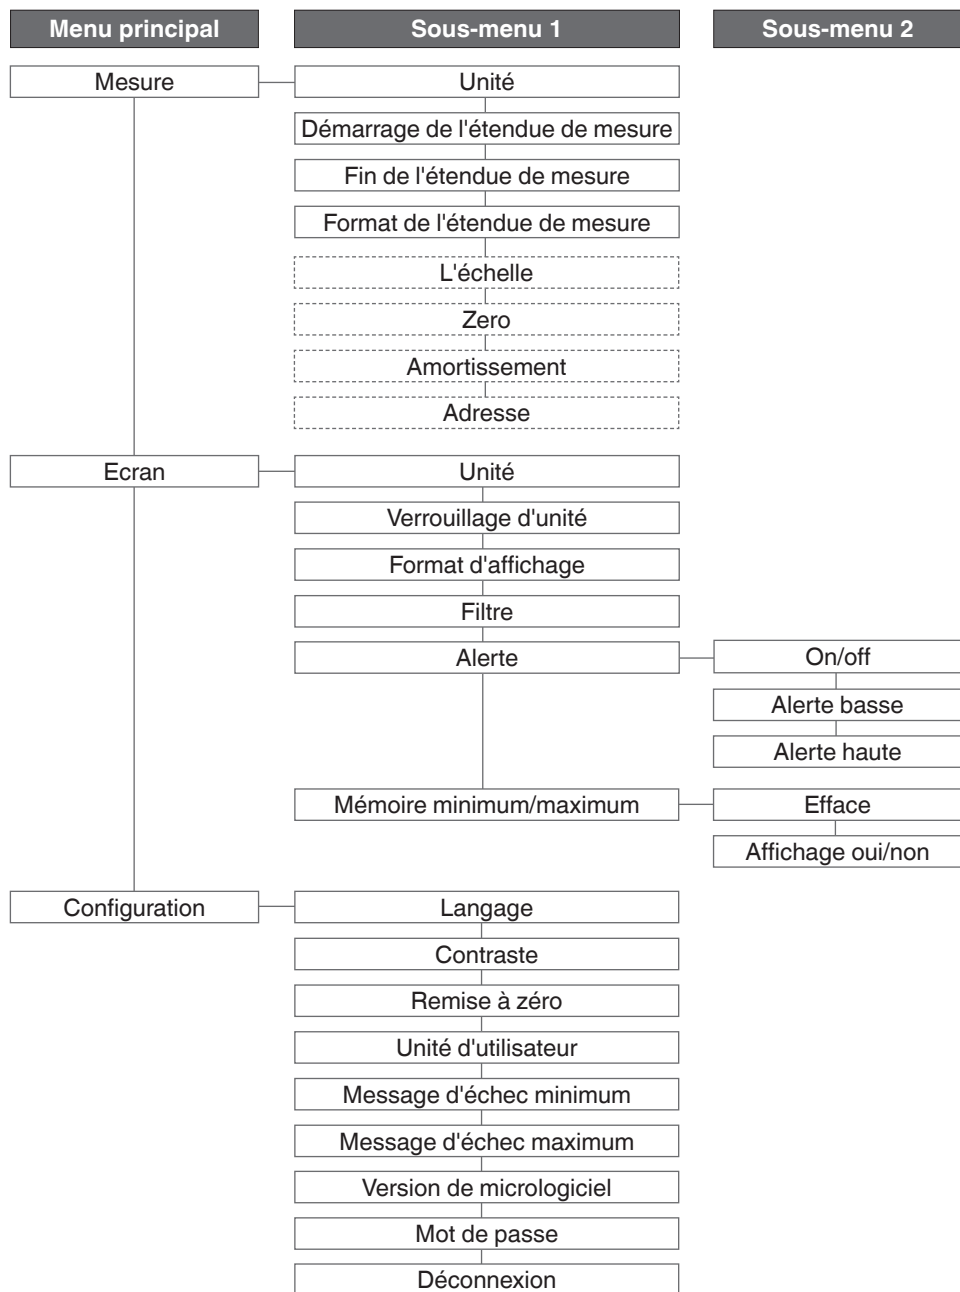 Menu principal
Sous-menu 1
Sous-menu 2
Mesure
Unité
Démarrage de l'étendue de mesure
Fin de l'étendue de mesure
Format de l'étendue de mesure
L'échelle
Zero
Amortissement
Adresse
Ecran
Unité
Verrouillage d'unité
Format d'affichage
Filtre
Alerte
On/off
Alerte basse
Alerte haute
Mémoire minimum/maximum
Efface
Affichage oui/non
Configuration
Langage
Contraste
Remise à zéro
Unité d'utilisateur
Message d'échec minimum
Message d'échec maximum
Version de micrologiciel
Mot de passe
Déconnexion